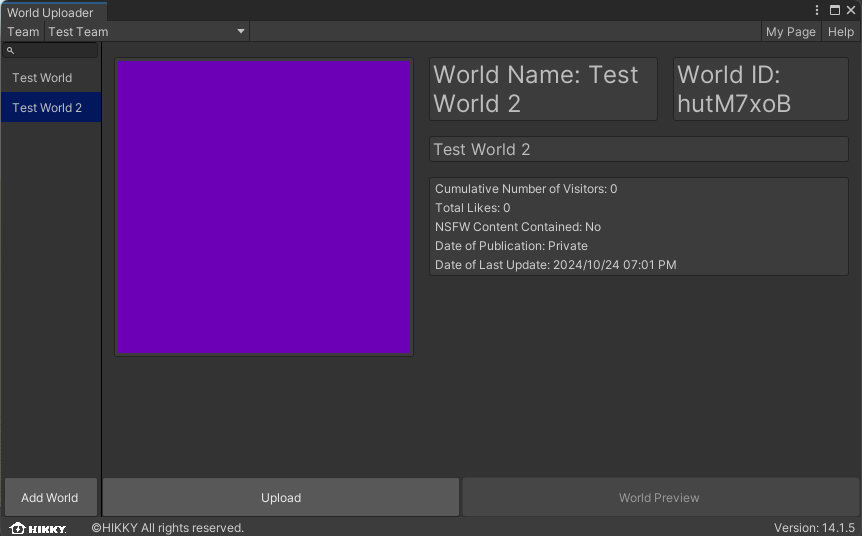 World Uploader
Team
Test Team
My Page
Help
Test World
Test World 2
World Name: Test
World 2
World ID:
hutM7xoB
Test World 2
Cumulative Number of Visitors: 0
Total Likes: 0
NSFW Content Contained: No
Date of Publication: Private
Date of Last Update: 2024/10/24 07:01 PM
Add World
Upload
World Preview
HIKKY
©HIKKY All rights reserved.
Version: 14.1.5